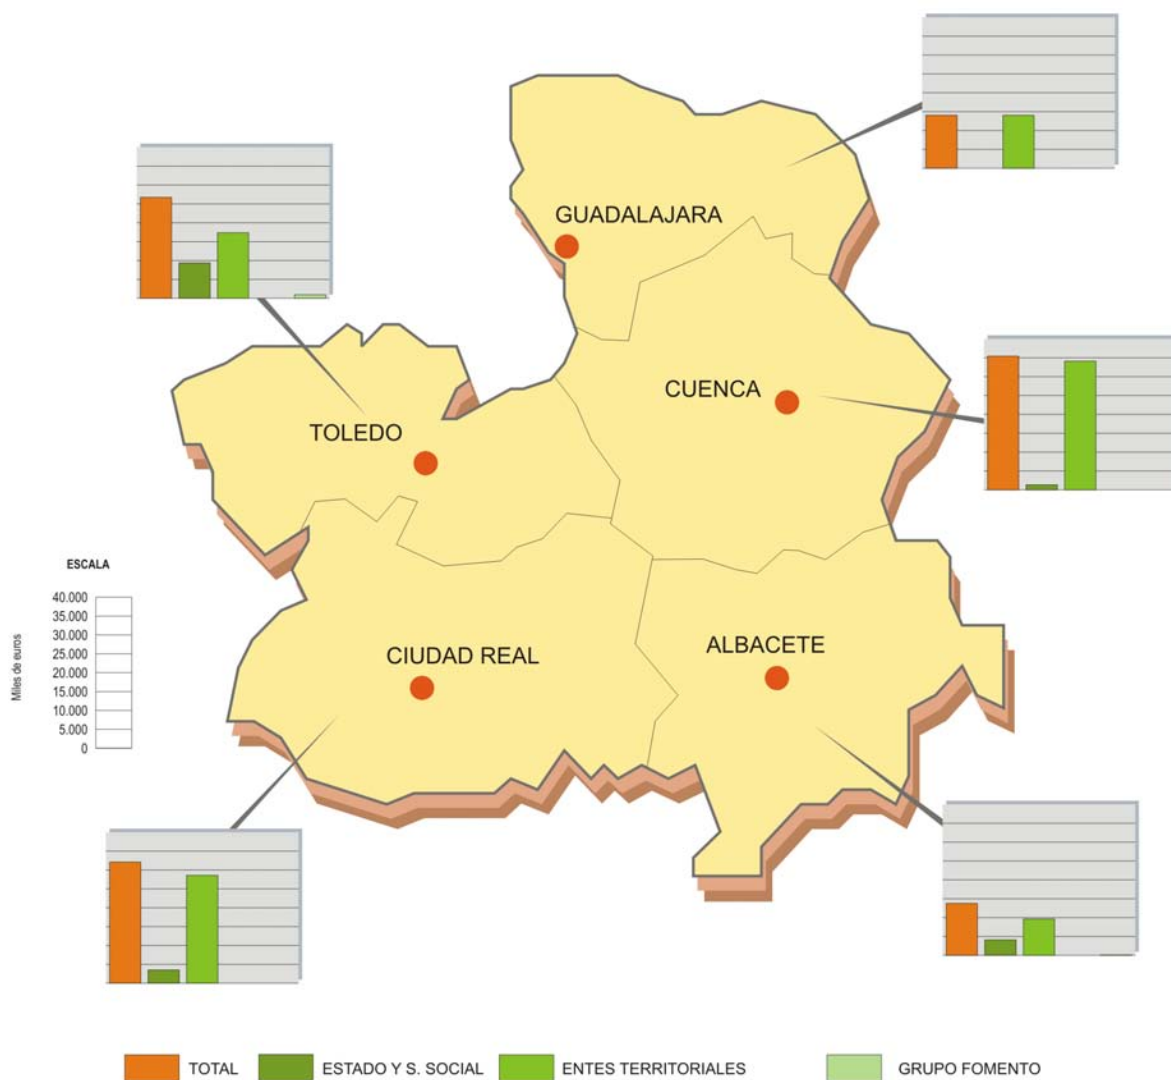 GUADALAJARA
CUENCA
TOLEDO
ESCALA
40.000
35.000
30.000
25.000
20.000
15.000
10.000
5.000
0
Miles de euros
CIUDAD REAL
ALBACETE
TOTAL
ESTADO Y S. SOCIAL
ENTES TERRITORIALES
GRUPO FOMENTO